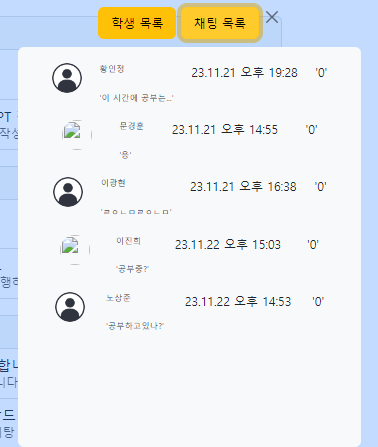 학생 목록
채팅 목록
PT
작성
황인정
23.11.21 오후 19:28
'0'
'이 시간에 공부는...'
문경훈
23.11.21 오후 14:55
'0'
'응'
이광현
23.11.21 오후 16:38
'0'
이진희
23.11.22 오후 15:03
'0'
'공부중?'
노상준
23.11.22 오후 14:53
'0'
'공부하고있나?'
합니
니다
드
탕